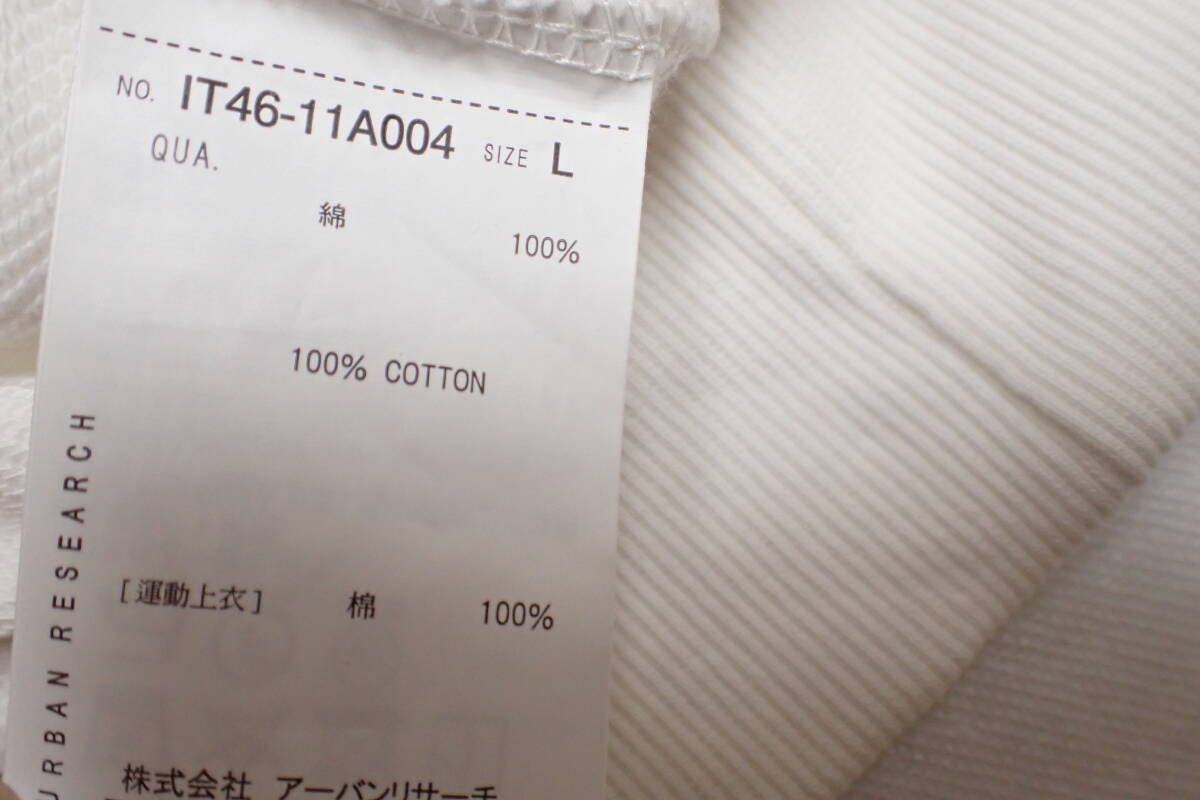 NO. IT46-11A004 SIZE L
QUA.
綿 100%
100% COTTON
[運動上衣] 棉 100%
株式会社 アーバンリサーチ
URBAN RESEARCH